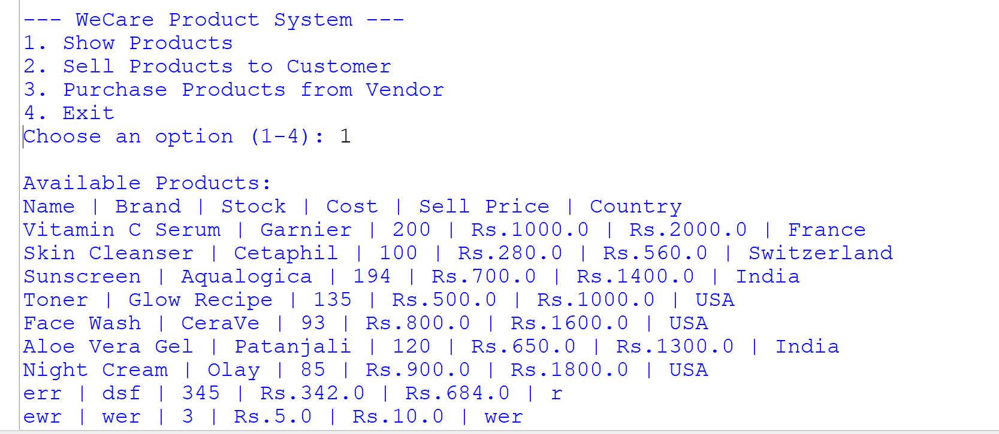 --- WeCare Product System ---
1. Show Products
2. Sell Products to Customer
3. Purchase Products from Vendor
4. Exit
Choose an option (1-4): 1
Available Products:
Name | Brand | Stock | Cost | Sell Price | Country
Vitamin C Serum | Garnier | 200 | Rs.1000.0 | Rs.2000.0 | France
Skin Cleanser | Cetaphil | 100 | Rs.280.0 | Rs.560.0 | Switzerland
Sunscreen | Aqualogica | 194 | Rs.700.0 | Rs.1400.0 | India
Toner | Glow Recipe | 135 | Rs.500.0 | Rs.1000.0 | USA
Face Wash | CeraVe | 93 | Rs.800.0 | Rs.1600.0 | USA
Aloe Vera Gel | Patanjali | 120 | Rs.650.0 | Rs.1300.0 | India
Night Cream | Olay | 85 | Rs.900.0 | Rs.1800.0 | USA
err | dsf | 345 | Rs.342.0 | Rs.684.0 | r
ewr | wer | 3 | Rs.5.0 | Rs.10.0 | wer